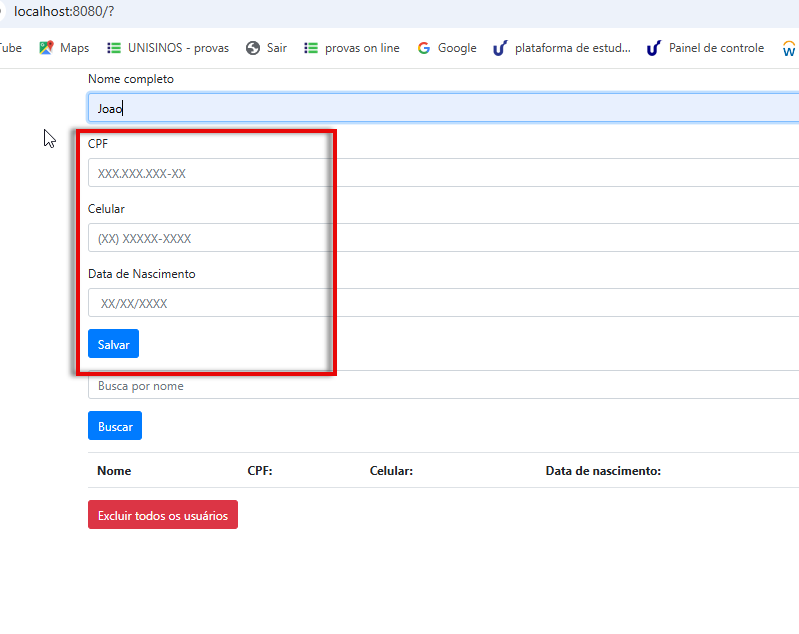 localhost:8080/?
Tube Maps UNISINOS - provas Sair provas on line Google plataforma de estud... Painel de controle
Nome completo
Joao
CPF
XXX.XXX.XXX-XX
Celular
(XX) XXXXX-XXXX
Data de Nascimento
XX/XX/XXXX
Salvar
Busca por nome
Buscar
Nome CPF: Celular: Data de nascimento:
Excluir todos os usuários